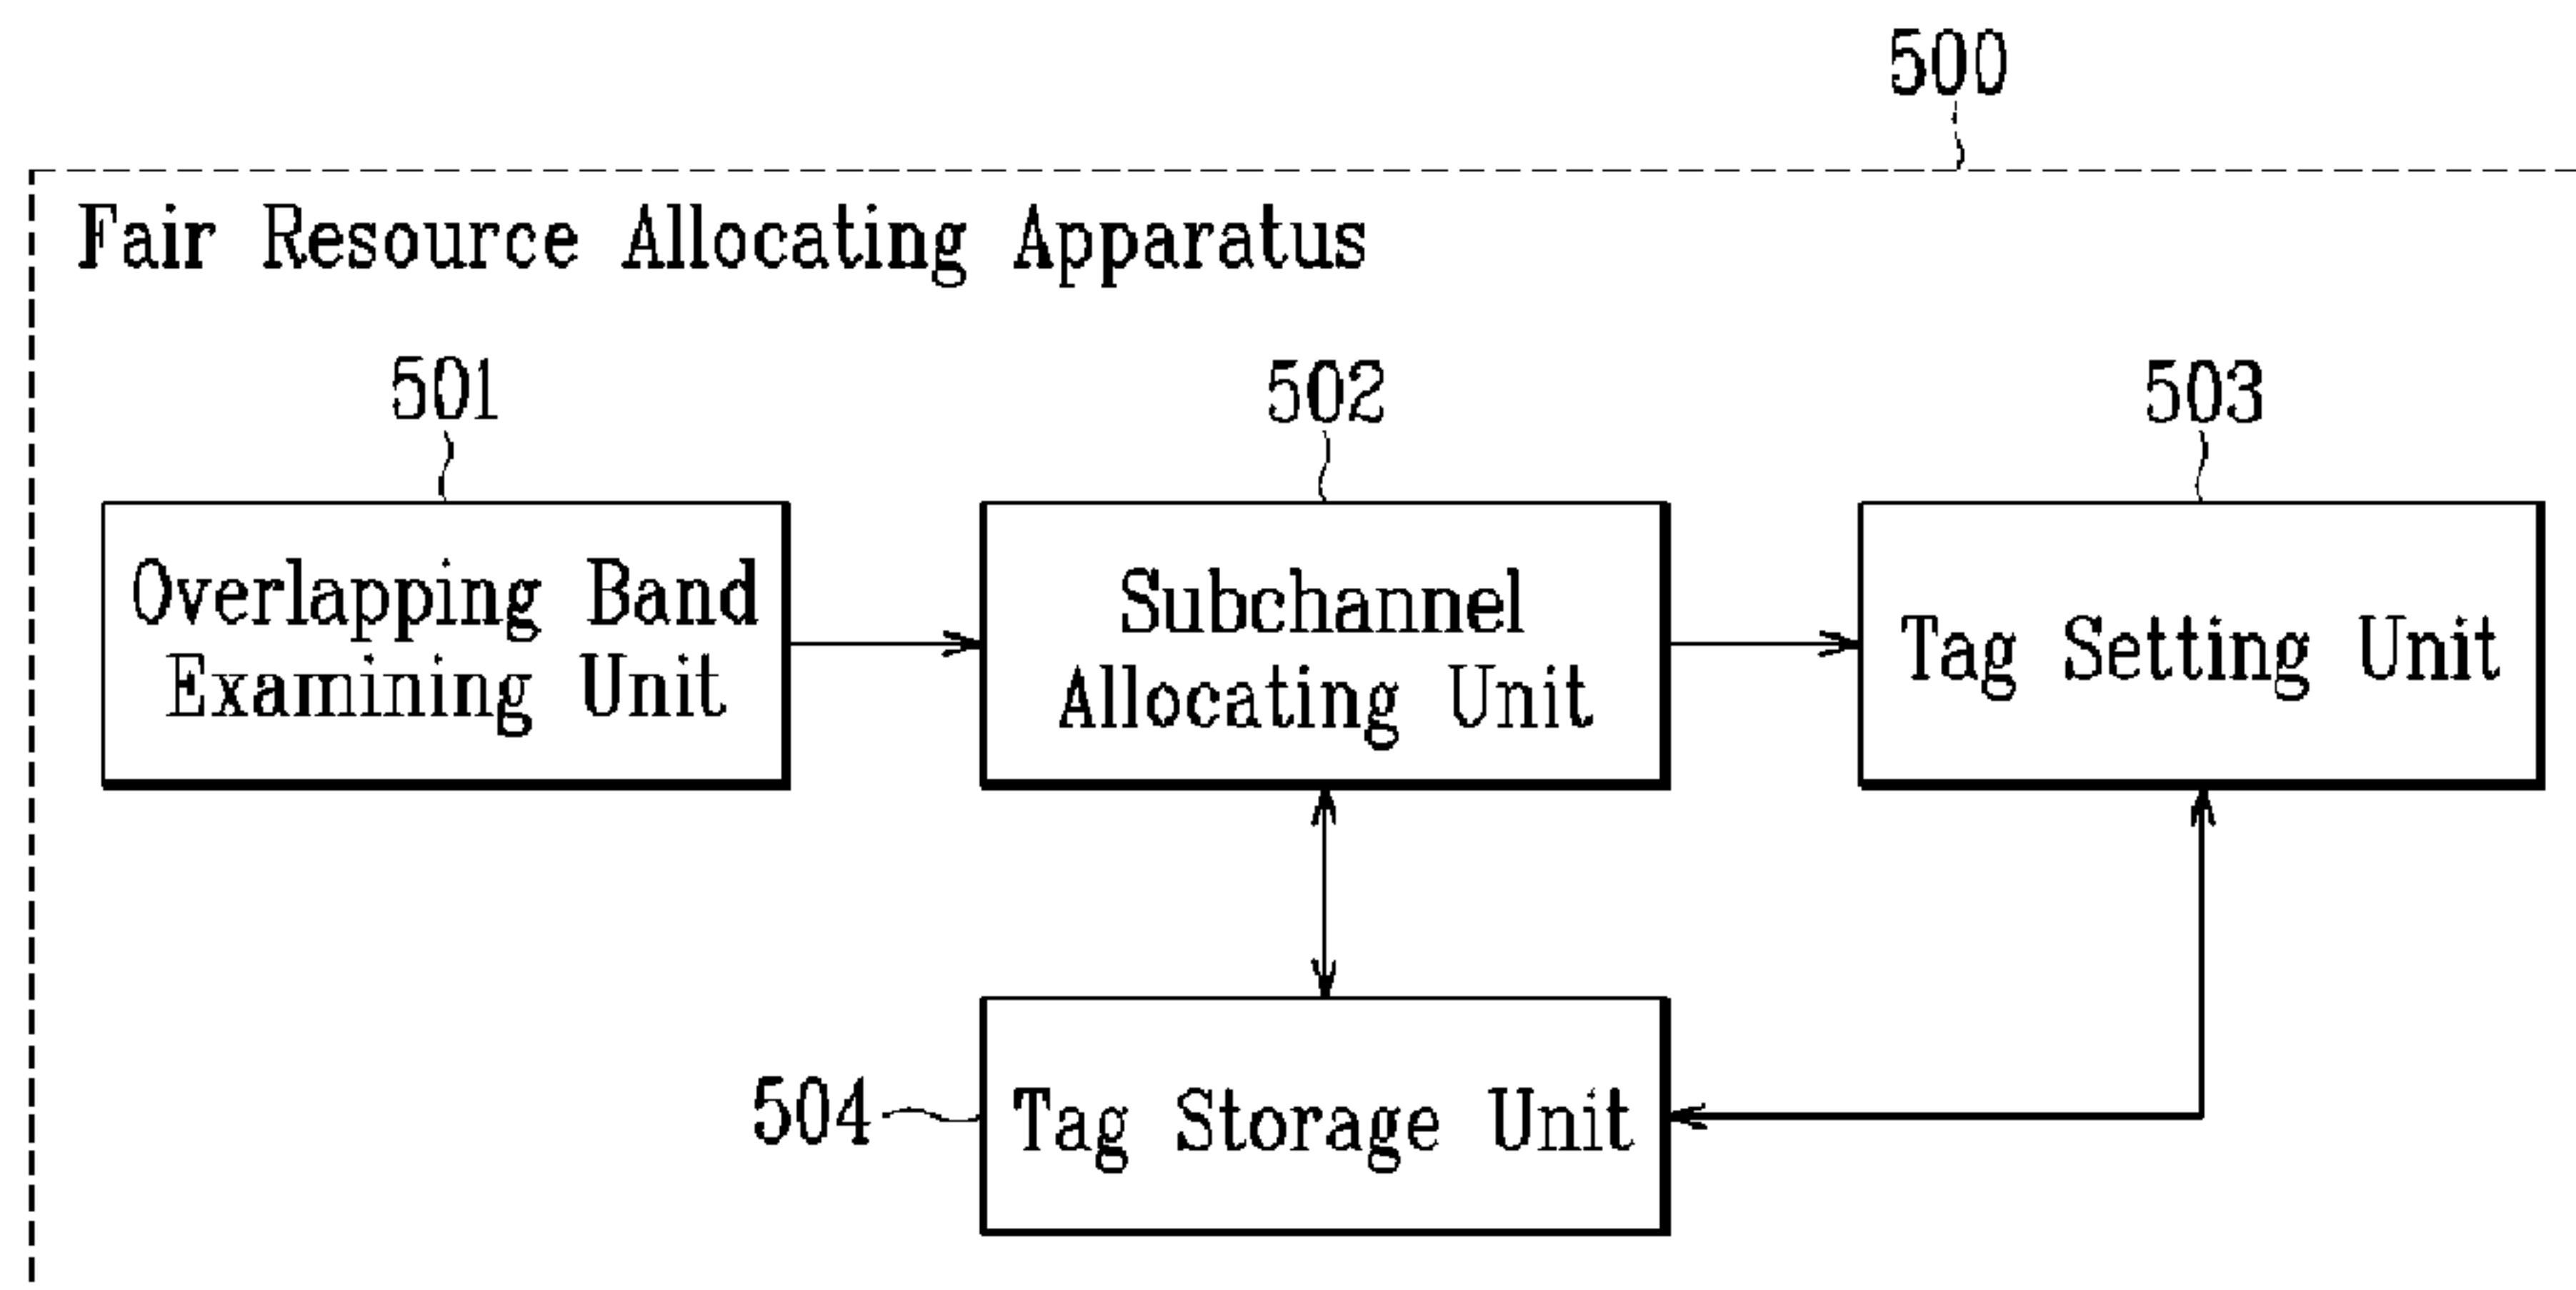 500
Fair Resource Allocating Apparatus
501
502
503
Overlapping Band
Examining Unit
Subchannel
Allocating Unit
Tag Setting Unit
504
Tag Storage Unit